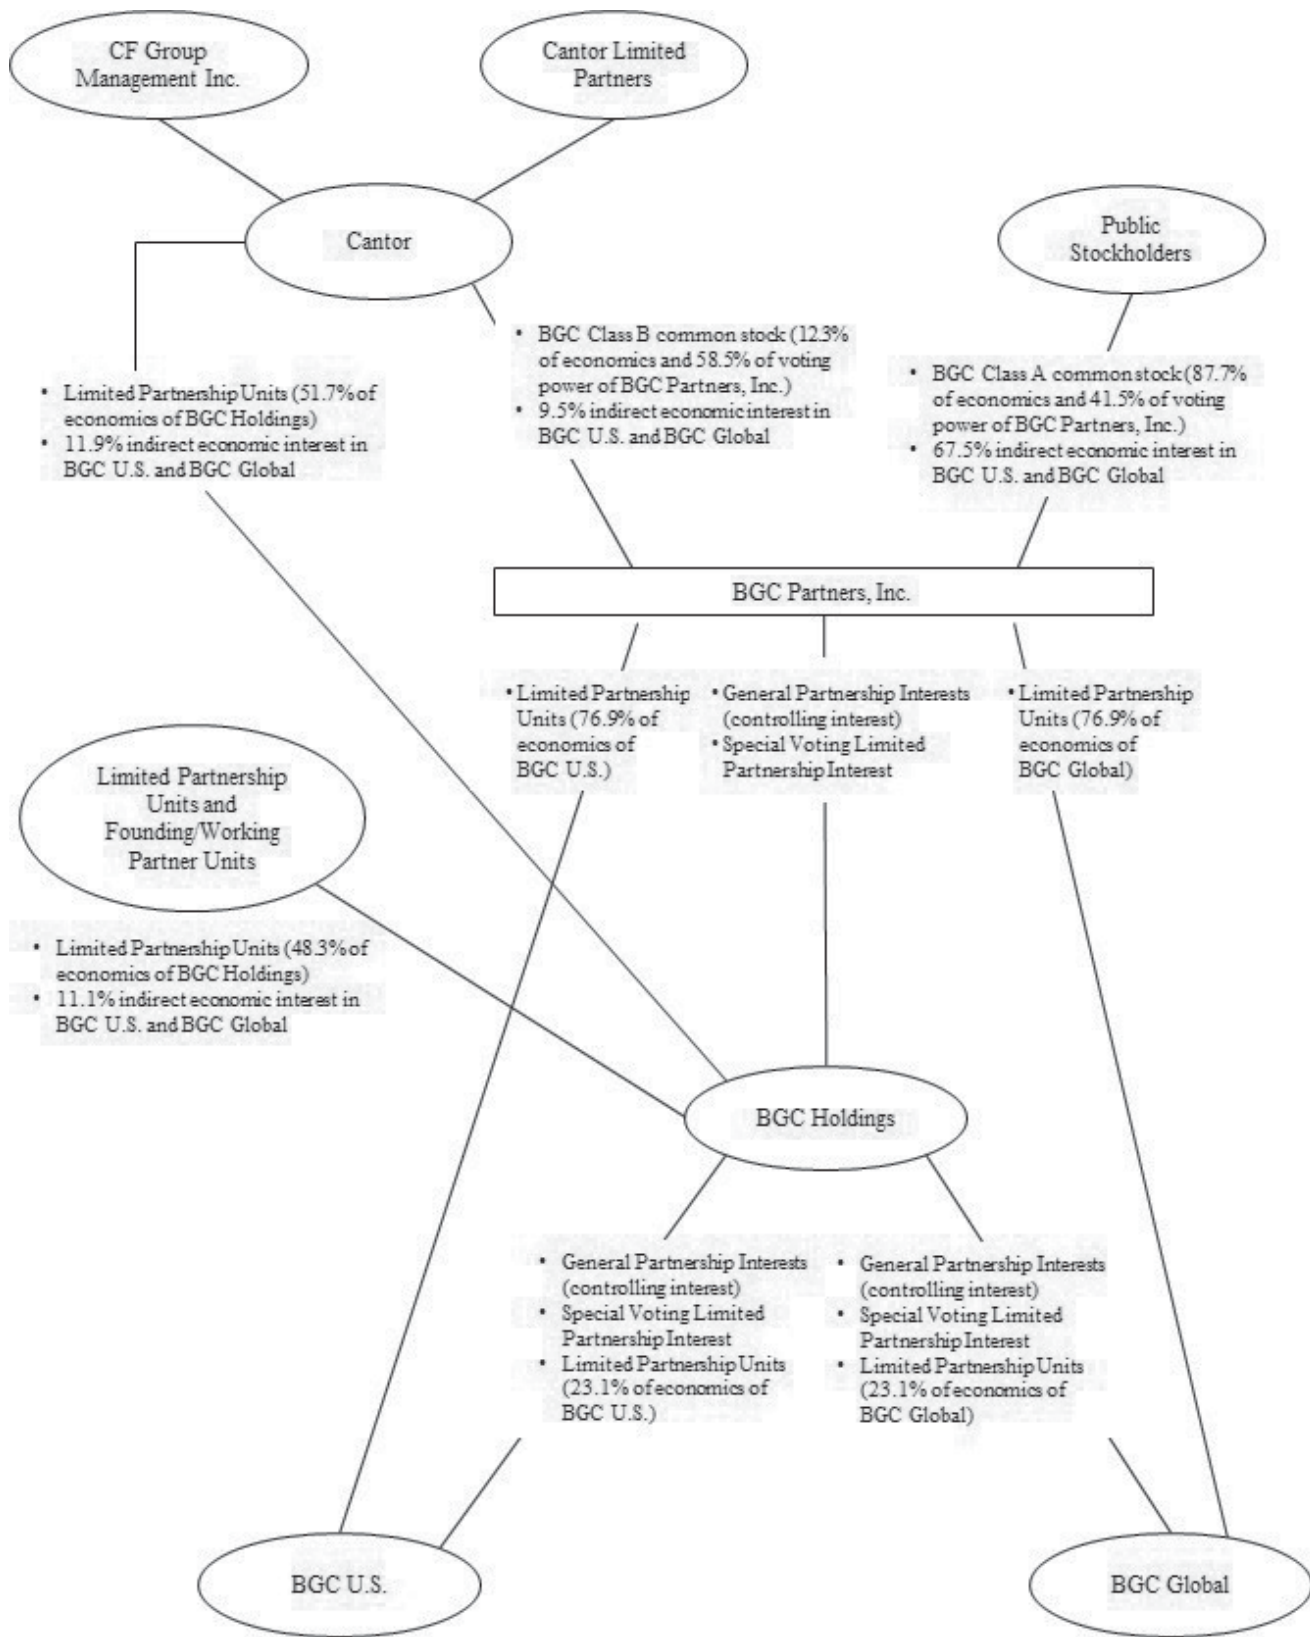 CF Group
Management Inc.
Cantor Limited
Partners
Cantor
Public
Stockholders
• Limited Partnership Units (51.7% of
economics of BGC Holdings)
• 11.9% indirect economic interest in
BGC U.S. and BGC Global
• BGC Class B common stock (12.3%
of economics and 58.5% of voting
power of BGC Partners, Inc.)
• 9.5% indirect economic interest in
BGC U.S. and BGC Global
• BGC Class A common stock (87.7%
of economics and 41.5% of voting
power of BGC Partners, Inc.)
• 67.5% indirect economic interest in
BGC U.S. and BGC Global
BGC Partners, Inc.
• Limited Partnership
Units (76.9% of
economics of
BGC U.S.)
• General Partnership Interests
(controlling interest)
• Special Voting Limited
Partnership Interest
• Limited Partnership
Units (76.9% of
economics of
BGC Global)
Limited Partnership
Units and
Founding/Working
Partner Units
• Limited Partnership Units (48.3% of
economics of BGC Holdings)
• 11.1% indirect economic interest in
BGC U.S. and BGC Global
BGC Holdings
• General Partnership Interests
(controlling interest)
• Special Voting Limited
Partnership Interest
• Limited Partnership Units
(23.1% of economics of
BGC U.S.)
• General Partnership Interests
(controlling interest)
• Special Voting Limited
Partnership Interest
• Limited Partnership Units
(23.1% of economics of
BGC Global)
BGC U.S.
BGC Global